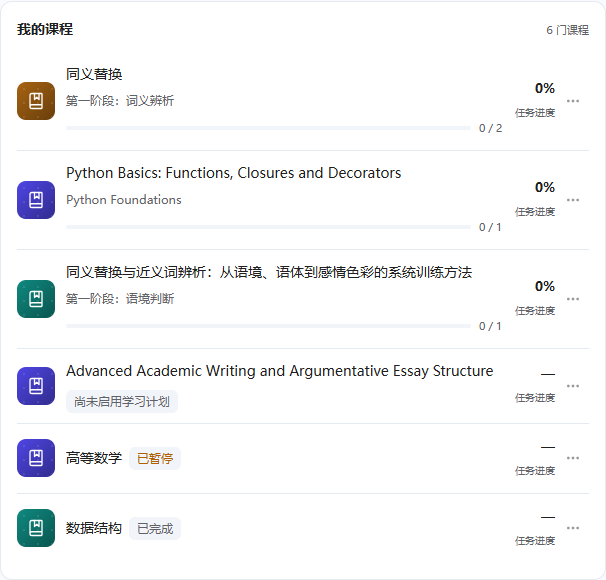 我的课程
6 门课程
同义替换
第一阶段：词义辨析
0 / 2
0%
任务进度
Python Basics: Functions, Closures and Decorators
Python Foundations
0 / 1
0%
任务进度
同义替换与近义词辨析：从语境、语体到感情色彩的系统训练方法
第一阶段：语境判断
0 / 1
0%
任务进度
Advanced Academic Writing and Argumentative Essay Structure
尚未启用学习计划
—
任务进度
高等数学 已暂停
—
任务进度
数据结构 已完成
—
任务进度